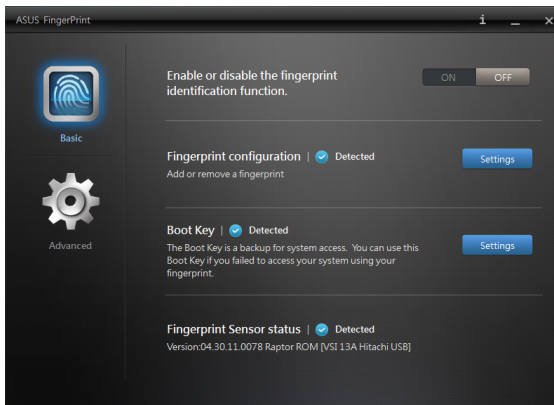 ASUS FingerPrint
Enable or disable the fingerprint
identification function.
ON OFF
Basic
Fingerprint configuration | Detected
Add or remove a fingerprint
Settings
Advanced
Boot Key | Detected
The Boot Key is a backup for system access. You can use this
Boot Key if you failed to access your system using your
fingerprint.
Settings
Fingerprint Sensor status | Detected
Version:04.30.11.0078 Raptor ROM [VSI 13A Hitachi USB]